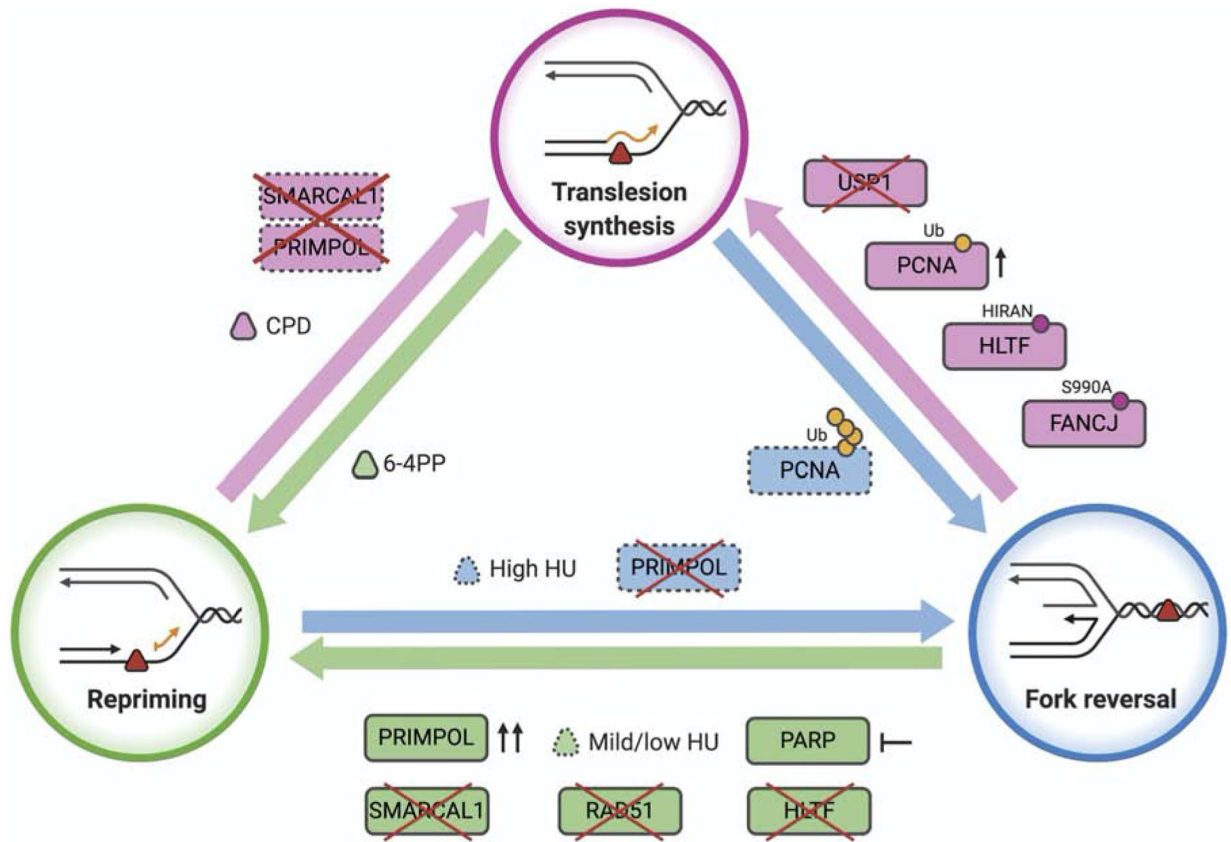 Translesion
synthesis
SMARCAL1
PRIMPOL
CPD
6-4PP
USP1
Ub
PCNA
HIRAN
HLTF
S990A
FANCJ
Ub
PCNA
High HU
PRIMPOL
Repriming
Fork reversal
PRIMPOL
Mild/low HU
PARP
SMARCAL1
RAD51
HLTF